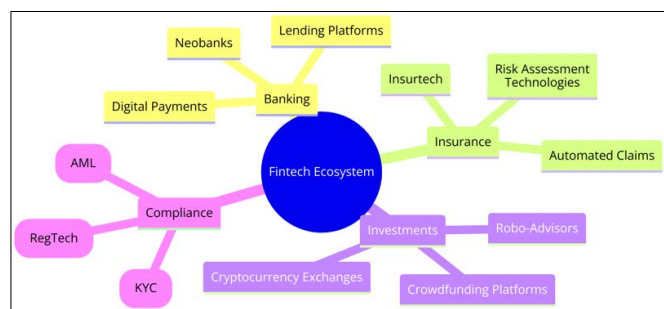 Lending Platforms
Neobanks
Digital Payments
Banking
Insurtech
Risk Assessment
Technologies
Insurance
Automated Claims
Fintech Ecosystem
AML
RegTech
Compliance
KYC
Investments
Robo-Advisors
Cryptocurrency Exchanges
Crowdfunding Platforms